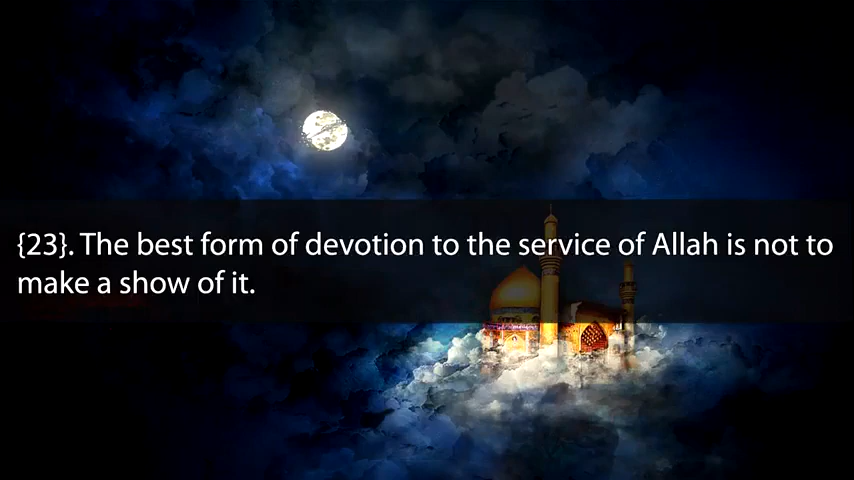 {23}. The best form of devotion to the service of Allah is not to
make a show of it.